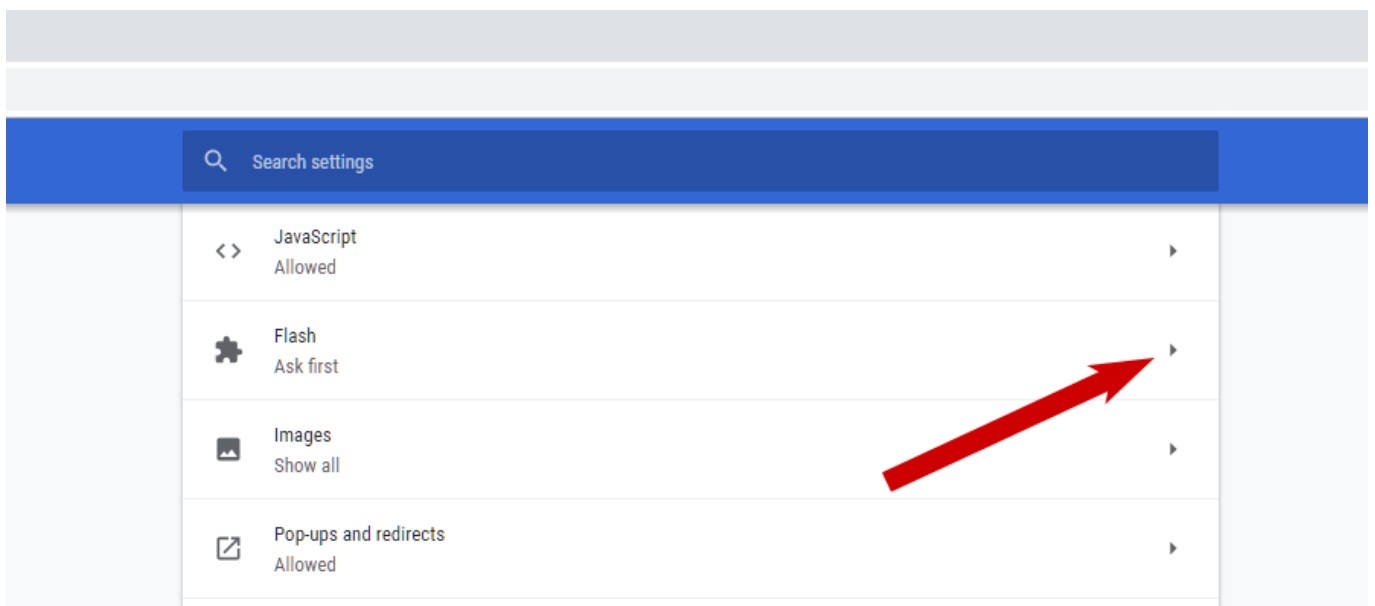 Search settings
JavaScript
Allowed
Flash
Ask first
Images
Show all
Pop-ups and redirects
Allowed